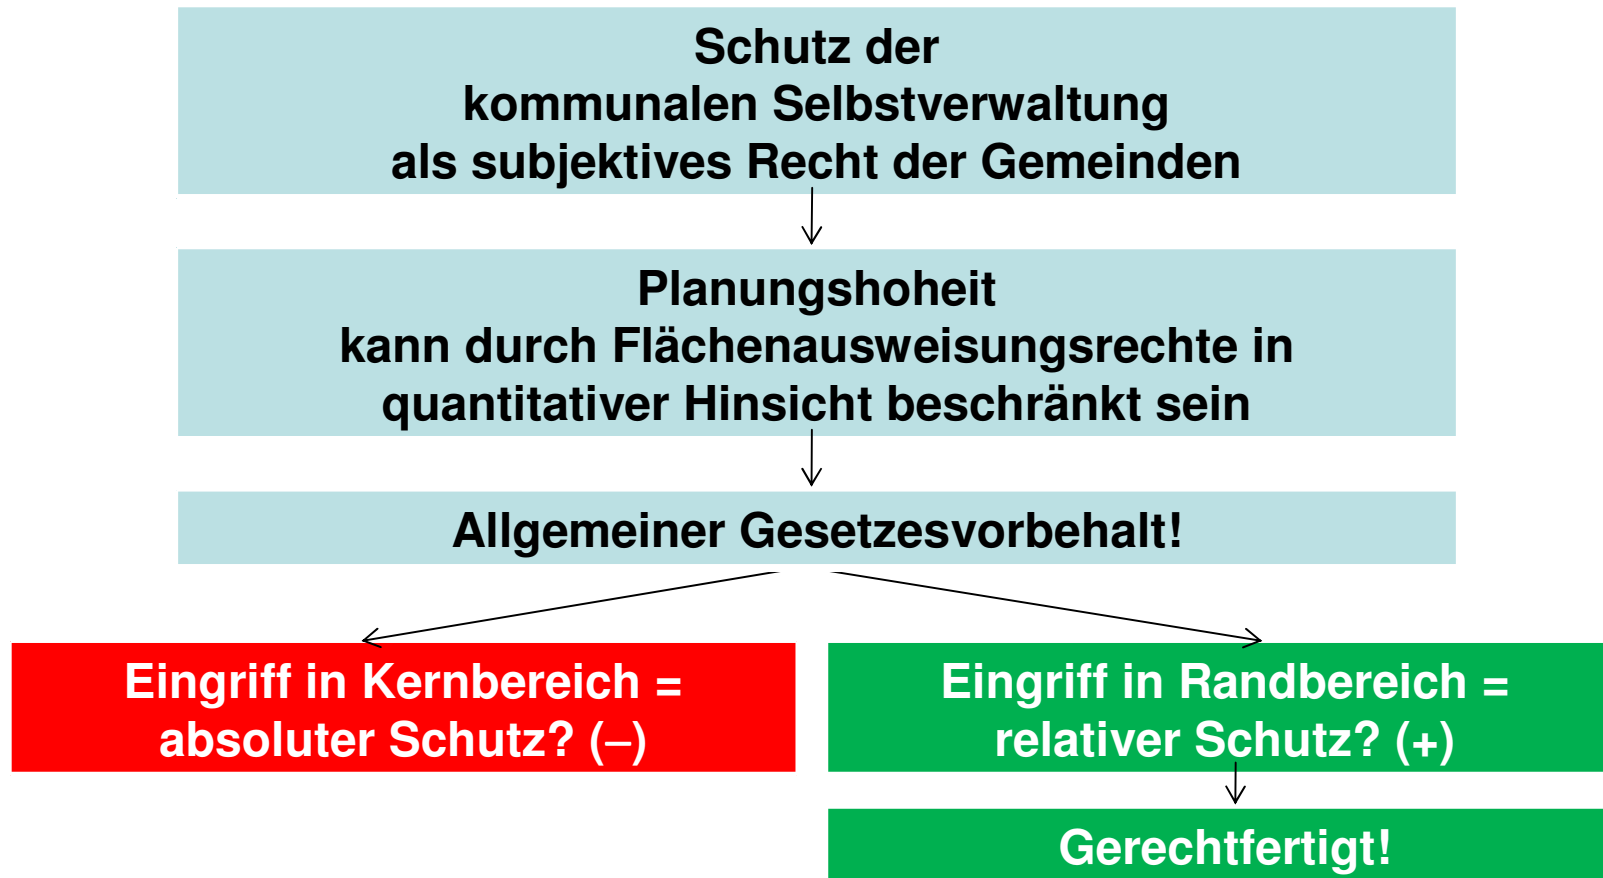 Schutz der
kommunalen Selbstverwaltung
als subjektives Recht der Gemeinden
Planungshoheit
kann durch Flächenausweisungsrechte in
quantitativer Hinsicht beschränkt sein
Allgemeiner Gesetzesvorbehalt!
Eingriff in Kernbereich =
absoluter Schutz? (–)
Eingriff in Randbereich =
relativer Schutz? (+)
Gerechtfertigt!